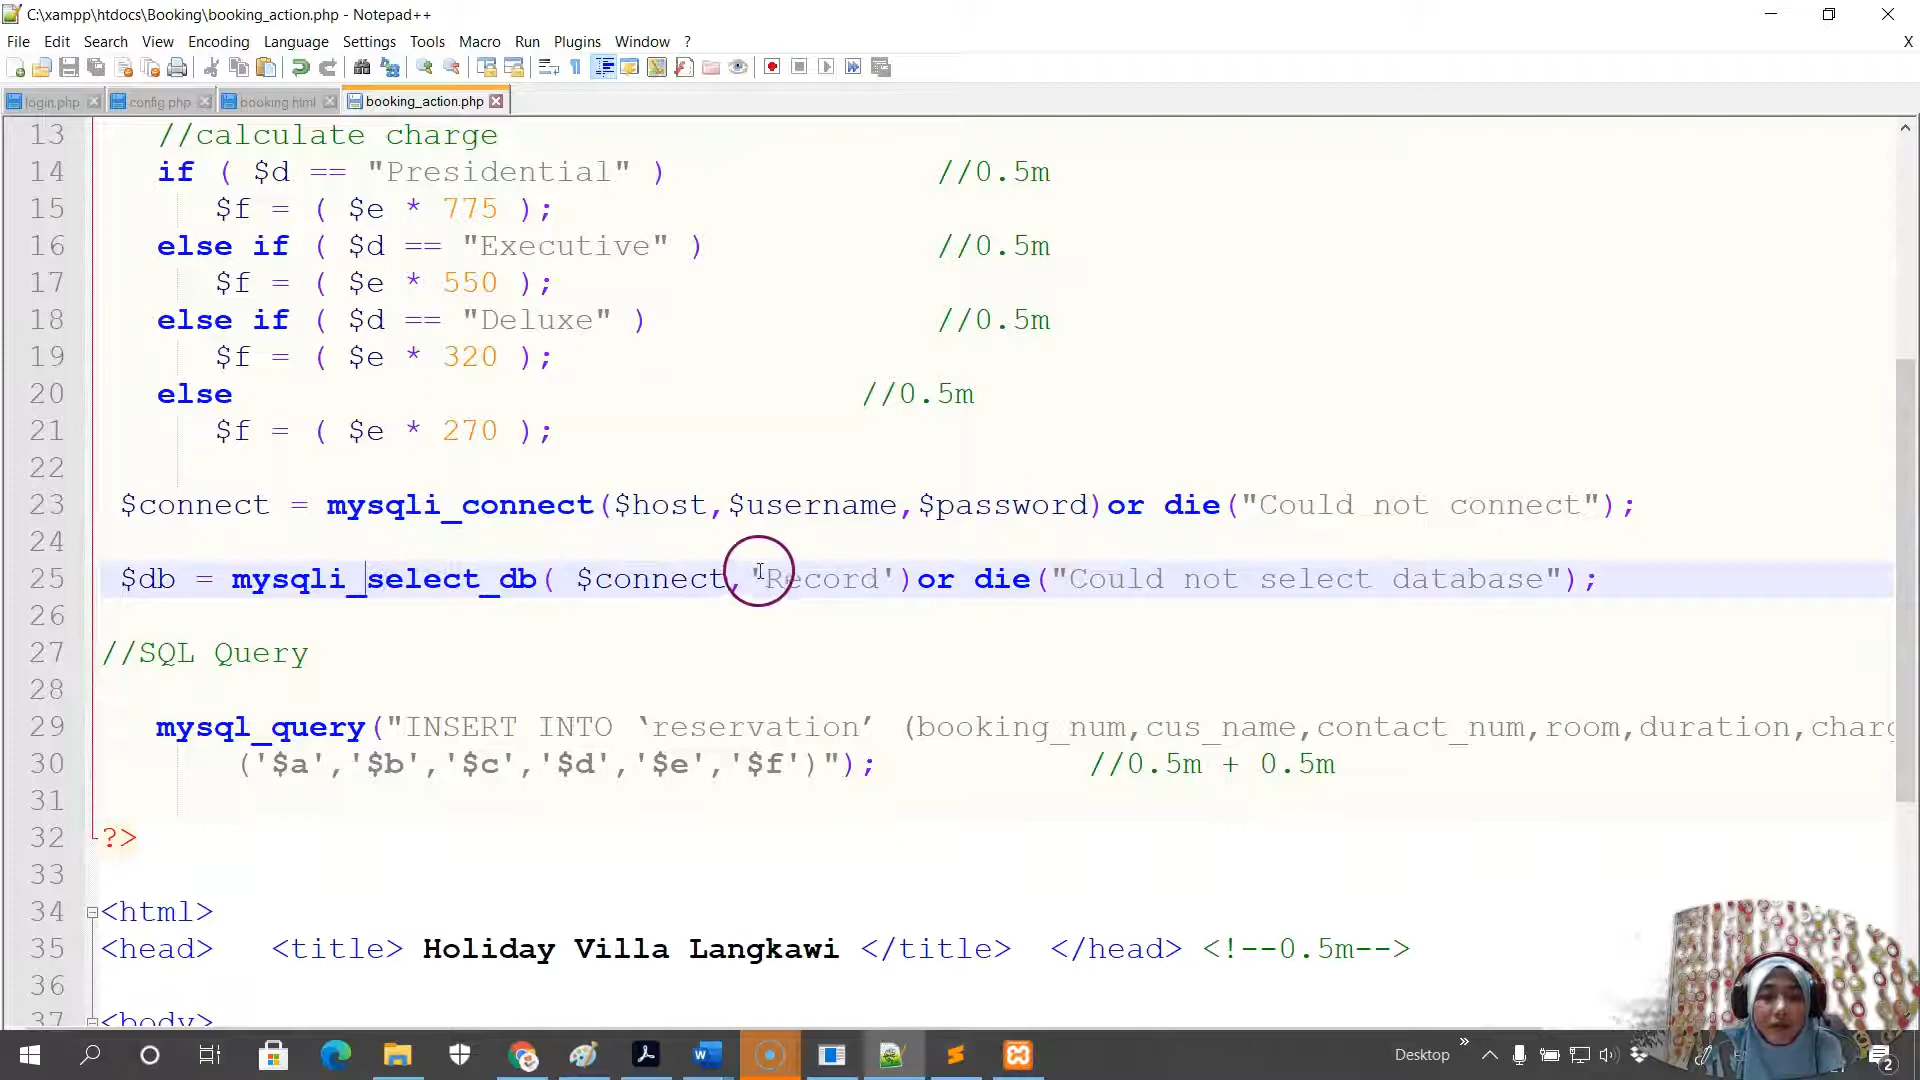 C:\xampp\htdocs\Booking\booking_action.php - Notepad++
File Edit Search View Encoding Language Settings Tools Macro Run Plugins Window ? X
login.php config.php booking.html booking_action.php
13 //calculate charge
14 if ( $d == "Presidential" ) //0.5m
15 $f = ( $e * 775 );
16 else if ( $d == "Executive" ) //0.5m
17 $f = ( $e * 550 );
18 else if ( $d == "Deluxe" ) //0.5m
19 $f = ( $e * 320 );
20 else //0.5m
21 $f = ( $e * 270 );
22
23 $connect = mysqli_connect($host,$username,$password)or die("Could not connect");
24
25 $db = mysqli_select_db( $connect,'Record')or die("Could not select database");
26
27 //SQL Query
28
29 mysql_query("INSERT INTO ‘reservation’ (booking_num,cus_name,contact_num,room,duration,charg
30 ('$a','$b','$c','$d','$e','$f')"); //0.5m + 0.5m
31
32 ?>
33
34 <html>
35 <head> <title> Holiday Villa Langkawi </title> </head> <!--0.5m-->
36
37 <body>
Desktop
2